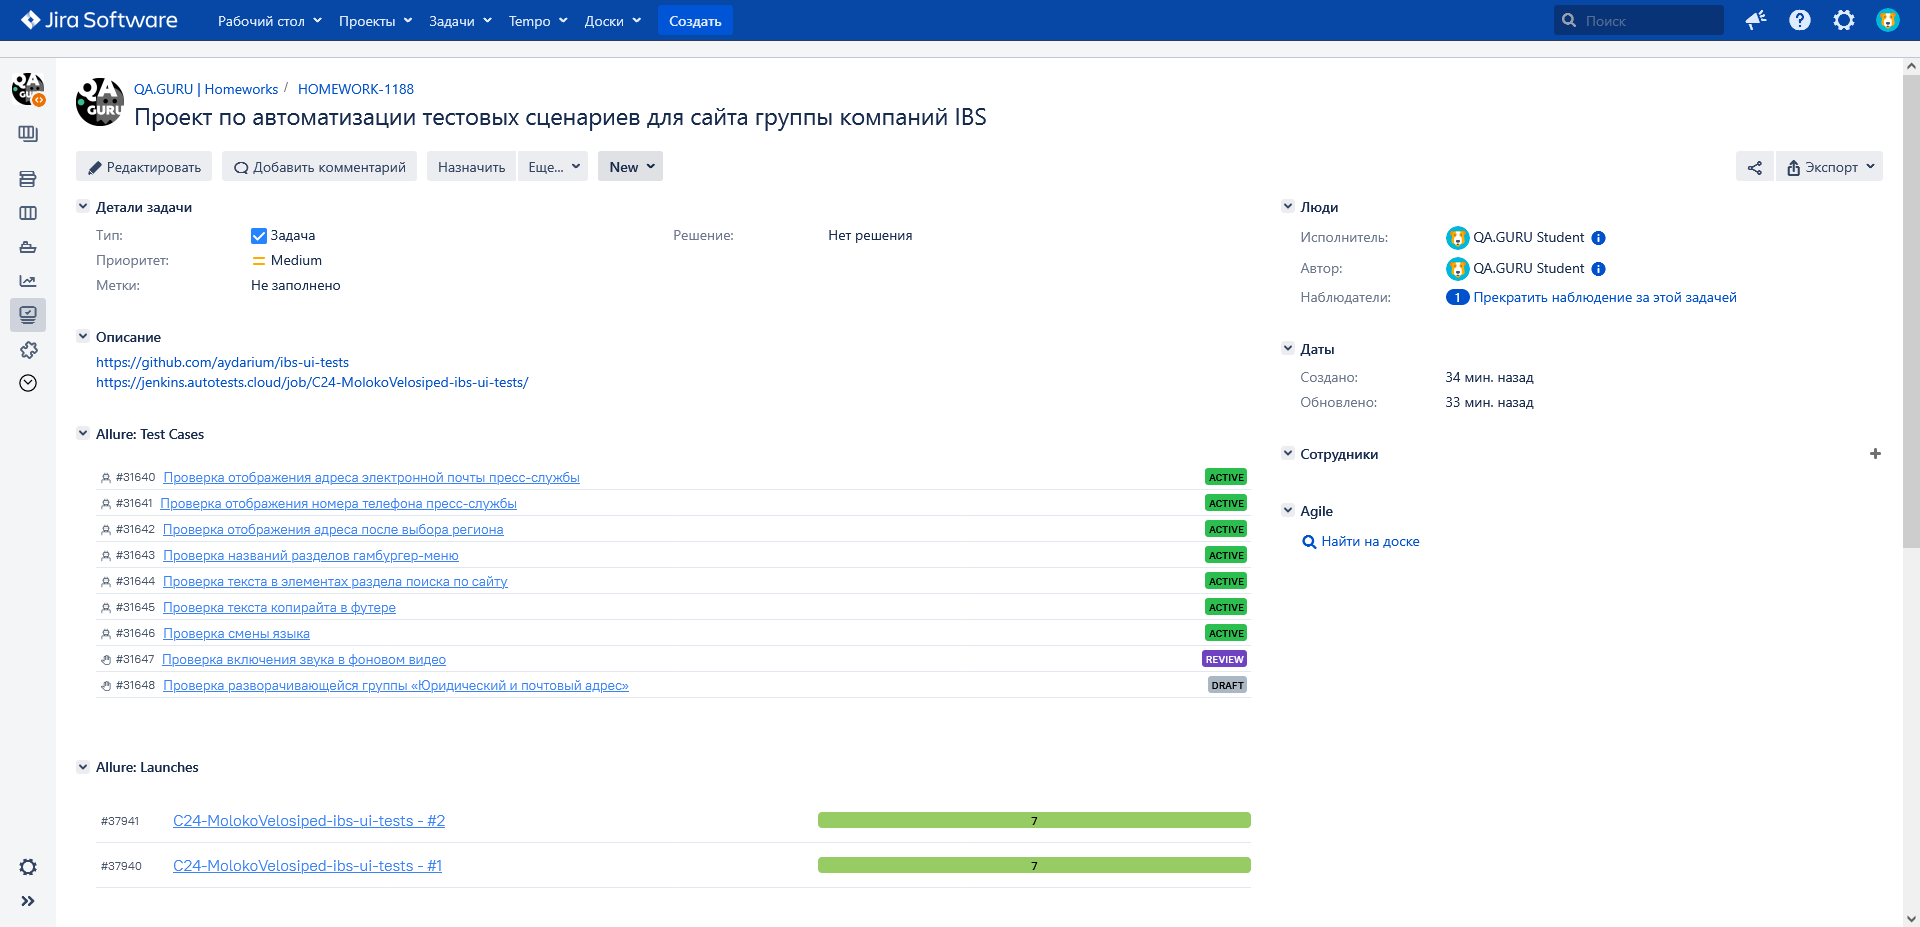 Jira Software Рабочий стол Проекты Задачи Tempo Доски Создать Поиск
QA.GURU | Homeworks / HOMEWORK-1188
Проект по автоматизации тестовых сценариев для сайта группы компаний IBS
Редактировать Добавить комментарий Назначить Еще... New Экспорт
Детали задачи
Тип: Задача Решение: Нет решения
Приоритет: Medium
Метки: Не заполнено
Описание
https://github.com/aydarium/ibs-ui-tests
https://jenkins.autotests.cloud/job/C24-MolokoVelosiped-ibs-ui-tests/
Allure: Test Cases
#31640 Проверка отображения адреса электронной почты пресс-службы ACTIVE
#31641 Проверка отображения номера телефона пресс-службы ACTIVE
#31642 Проверка отображения адреса после выбора региона ACTIVE
#31643 Проверка названий разделов гамбургер-меню ACTIVE
#31644 Проверка текста в элементах раздела поиска по сайту ACTIVE
#31645 Проверка текста копирайта в футере ACTIVE
#31646 Проверка смены языка ACTIVE
#31647 Проверка включения звука в фоновом видео REVIEW
#31648 Проверка разворачивающейся группы «Юридический и почтовый адрес» DRAFT
Allure: Launches
#37941 C24-MolokoVelosiped-ibs-ui-tests - #2 7
#37940 C24-MolokoVelosiped-ibs-ui-tests - #1 7
Люди
Исполнитель: QA.GURU Student
Автор: QA.GURU Student
Наблюдатели: 1 Прекратить наблюдение за этой задачей
Даты
Создано: 34 мин. назад
Обновлено: 33 мин. назад
Сотрудники
Agile
Найти на доске